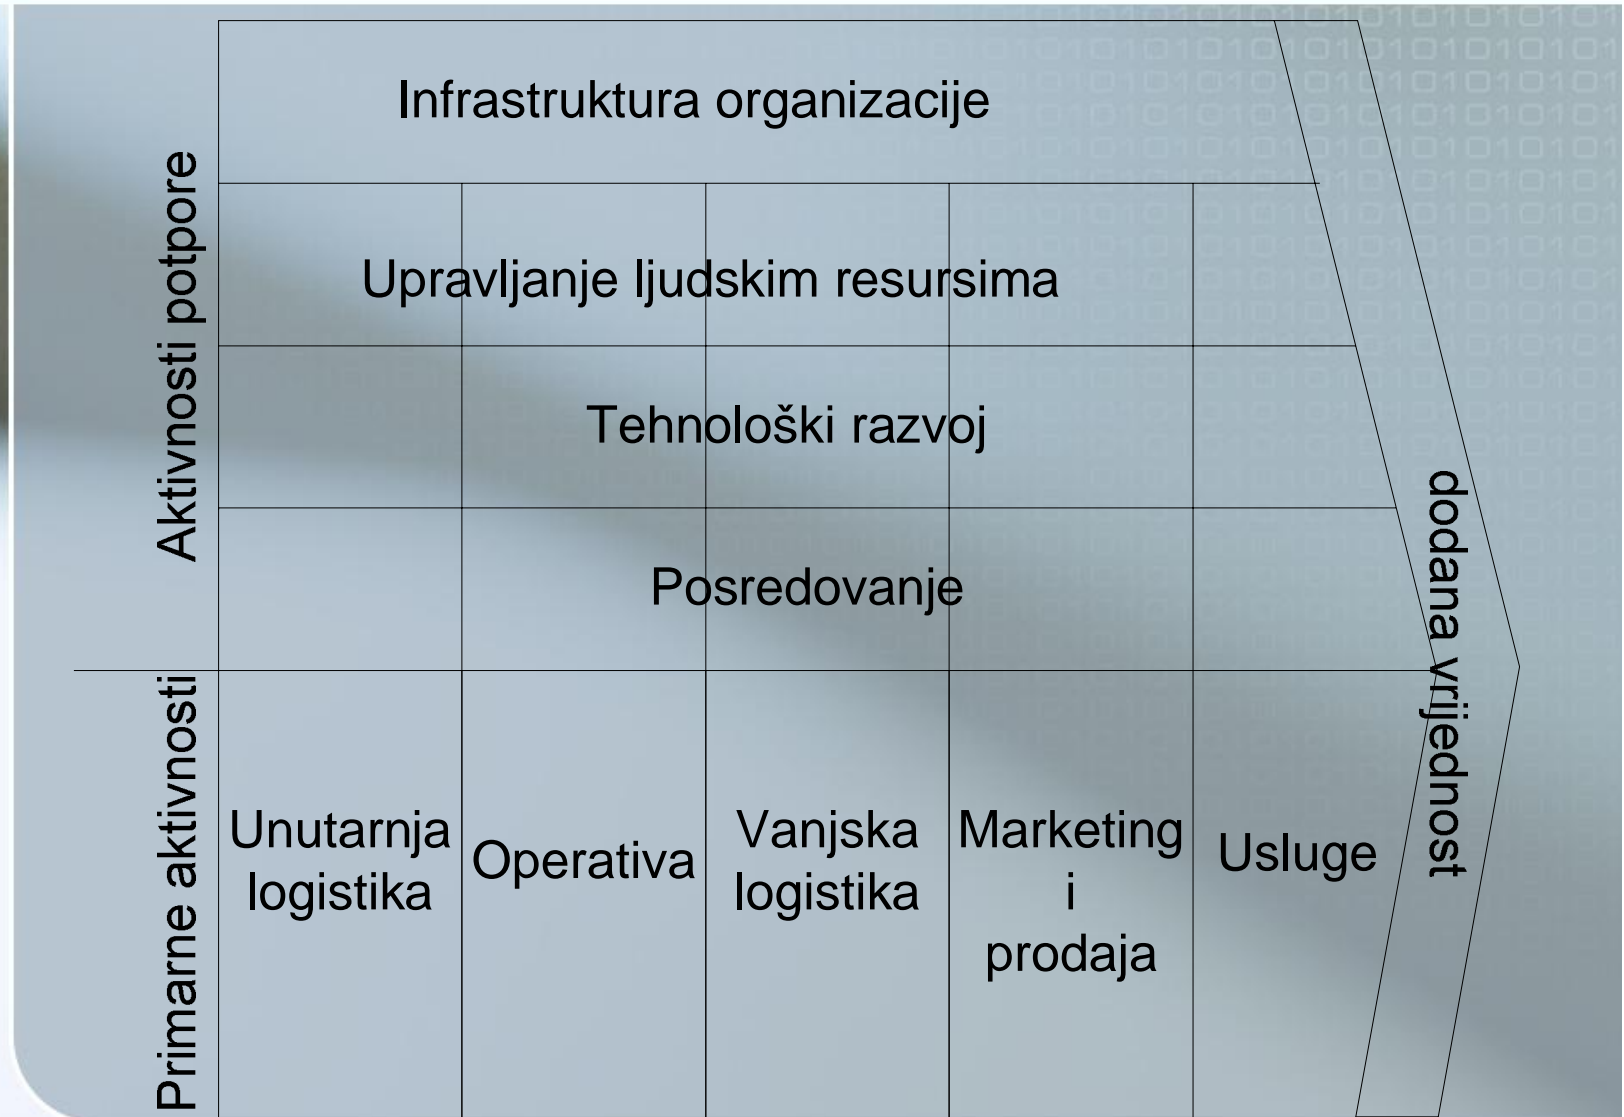 Aktivnosti potpore
Infrastruktura organizacije
Upravljanje ljudskim resursima
Tehnološki razvoj
Posredovanje
dodana vrijednost
Primarne aktivnosti
Unutarnja
logistika
Operativa
Vanjska
logistika
Marketing
i
prodaja
Usluge